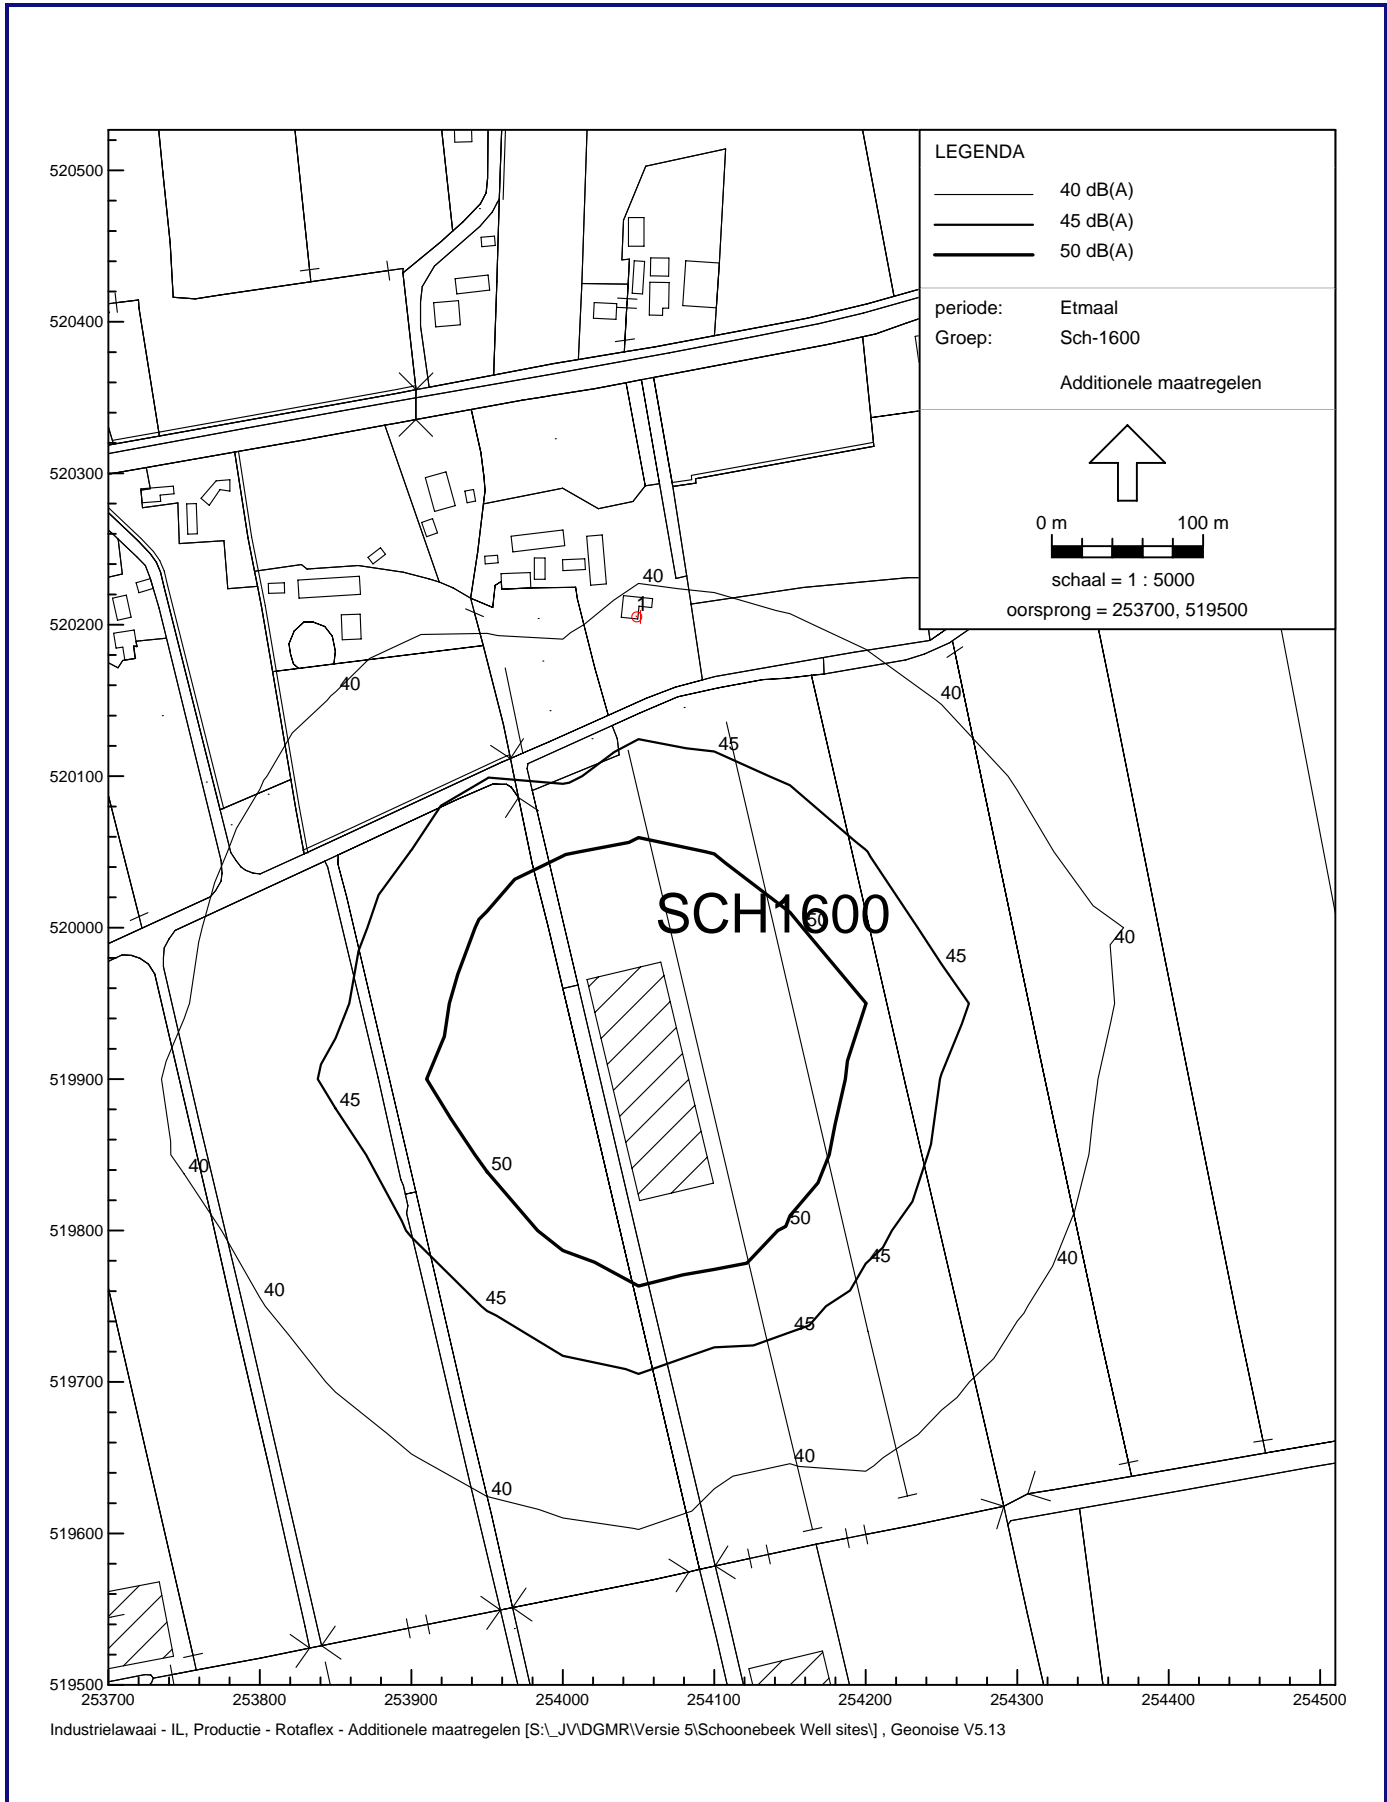 LEGENDA
40 dB(A)
45 dB(A)
50 dB(A)
periode: Etmaal
Groep: Sch-1600
Additionele maatregelen
0 m 100 m
schaal = 1 : 5000
oorsprong = 253700, 519500
520500
520400
520300
520200
520100
520000
519900
519800
519700
519600
519500
40
1
40
40
45
SCH1600
50
40
45
45
40
50
50
45
40
40
45
45
40
40
253700 253800 253900 254000 254100 254200 254300 254400 254500
Industrielawaai - IL, Productie - Rotaflex - Additionele maatregelen [S:\_JV\DGMR\Versie 5\Schoonebeek Well sites\] , Geonoise V5.13